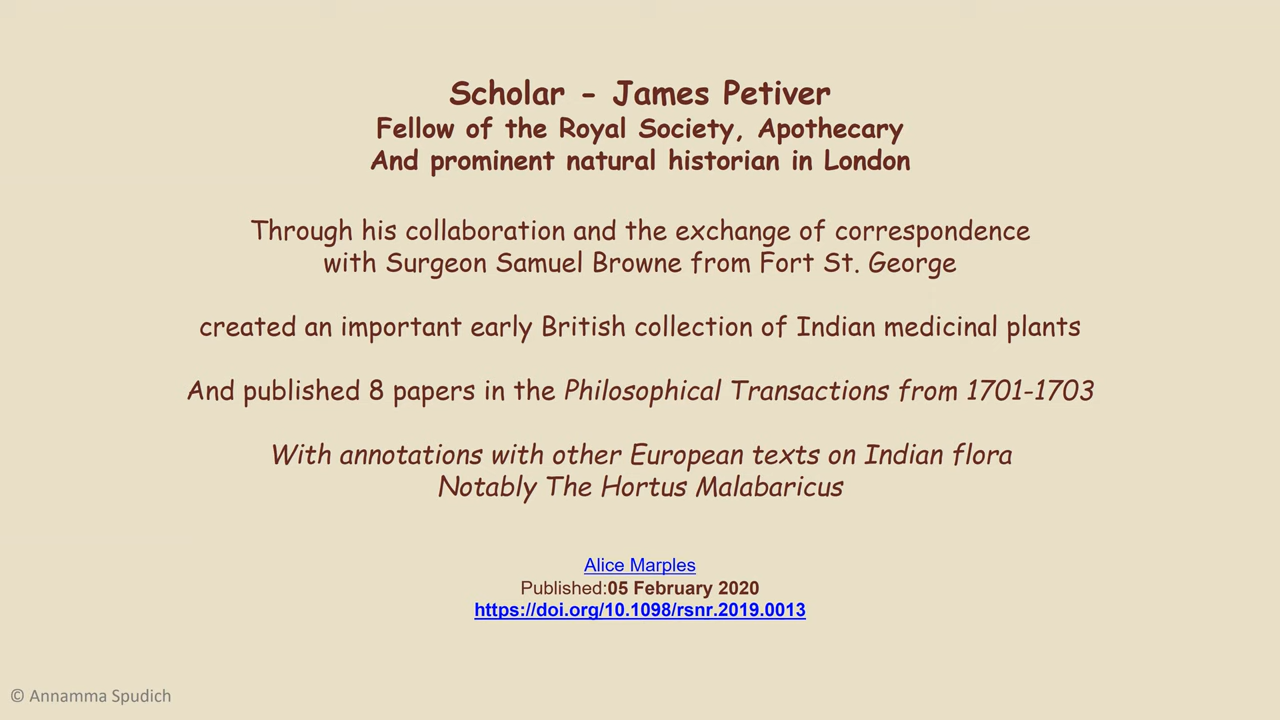 Scholar - James Petiver
Fellow of the Royal Society, Apothecary
And prominent natural historian in London
Through his collaboration and the exchange of correspondence
with Surgeon Samuel Browne from Fort St. George
created an important early British collection of Indian medicinal plants
And published 8 papers in the Philosophical Transactions from 1701-1703
With annotations with other European texts on Indian flora
Notably The Hortus Malabaricus
Alice Marples
Published:05 February 2020
https://doi.org/10.1098/rsnr.2019.0013
© Annamma Spudich